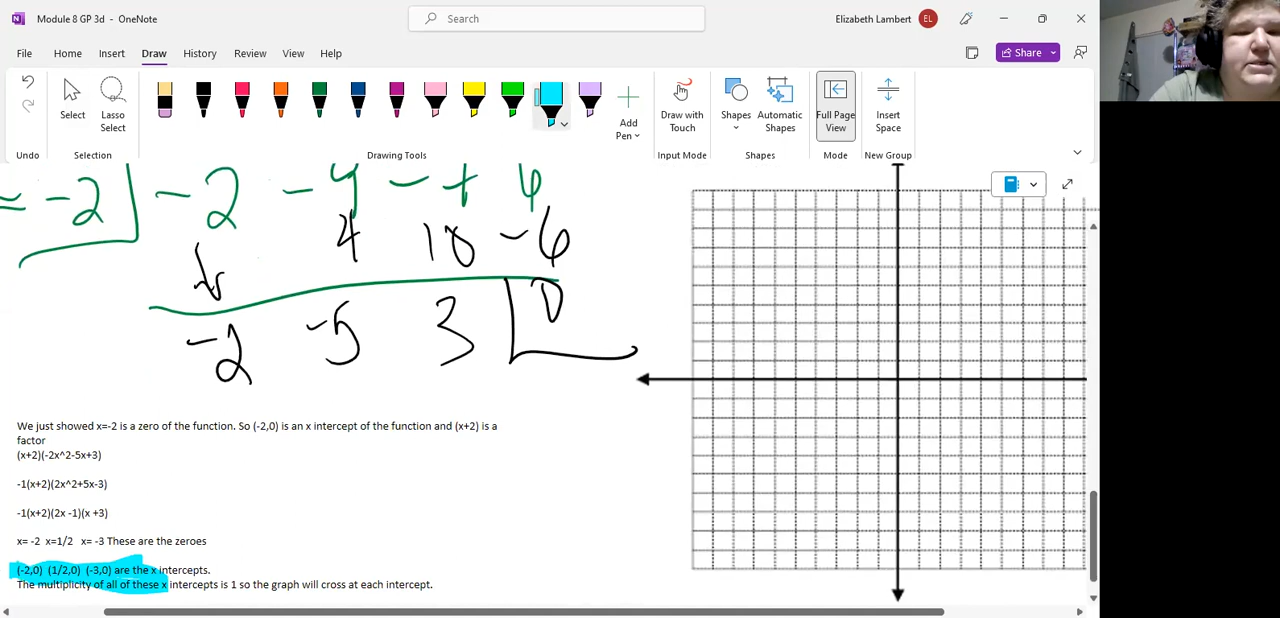 Module 8 GP 3d - OneNote
Search
Elizabeth Lambert
EL
File Home Insert Draw History Review View Help
Share
Undo
Select
Lasso
Select
Selection
Add
Pen
Drawing Tools
Draw with
Touch
Input Mode
Shapes
Automatic
Shapes
Shapes
Full Page
View
Mode
Insert
Space
New Group
= -2 -2 -9 - + 6
4 10 -6
-2 -5 3 0
We just showed x=-2 is a zero of the function. So (-2,0) is an x intercept of the function and (x+2) is a
factor
(x+2)(-2x^2-5x+3)
-1(x+2)(2x^2+5x-3)
-1(x+2)(2x -1)(x +3)
x= -2 x=1/2 x= -3 These are the zeroes
(-2,0) (1/2,0) (-3,0) are the x intercepts.
The multiplicity of all of these x intercepts is 1 so the graph will cross at each intercept.